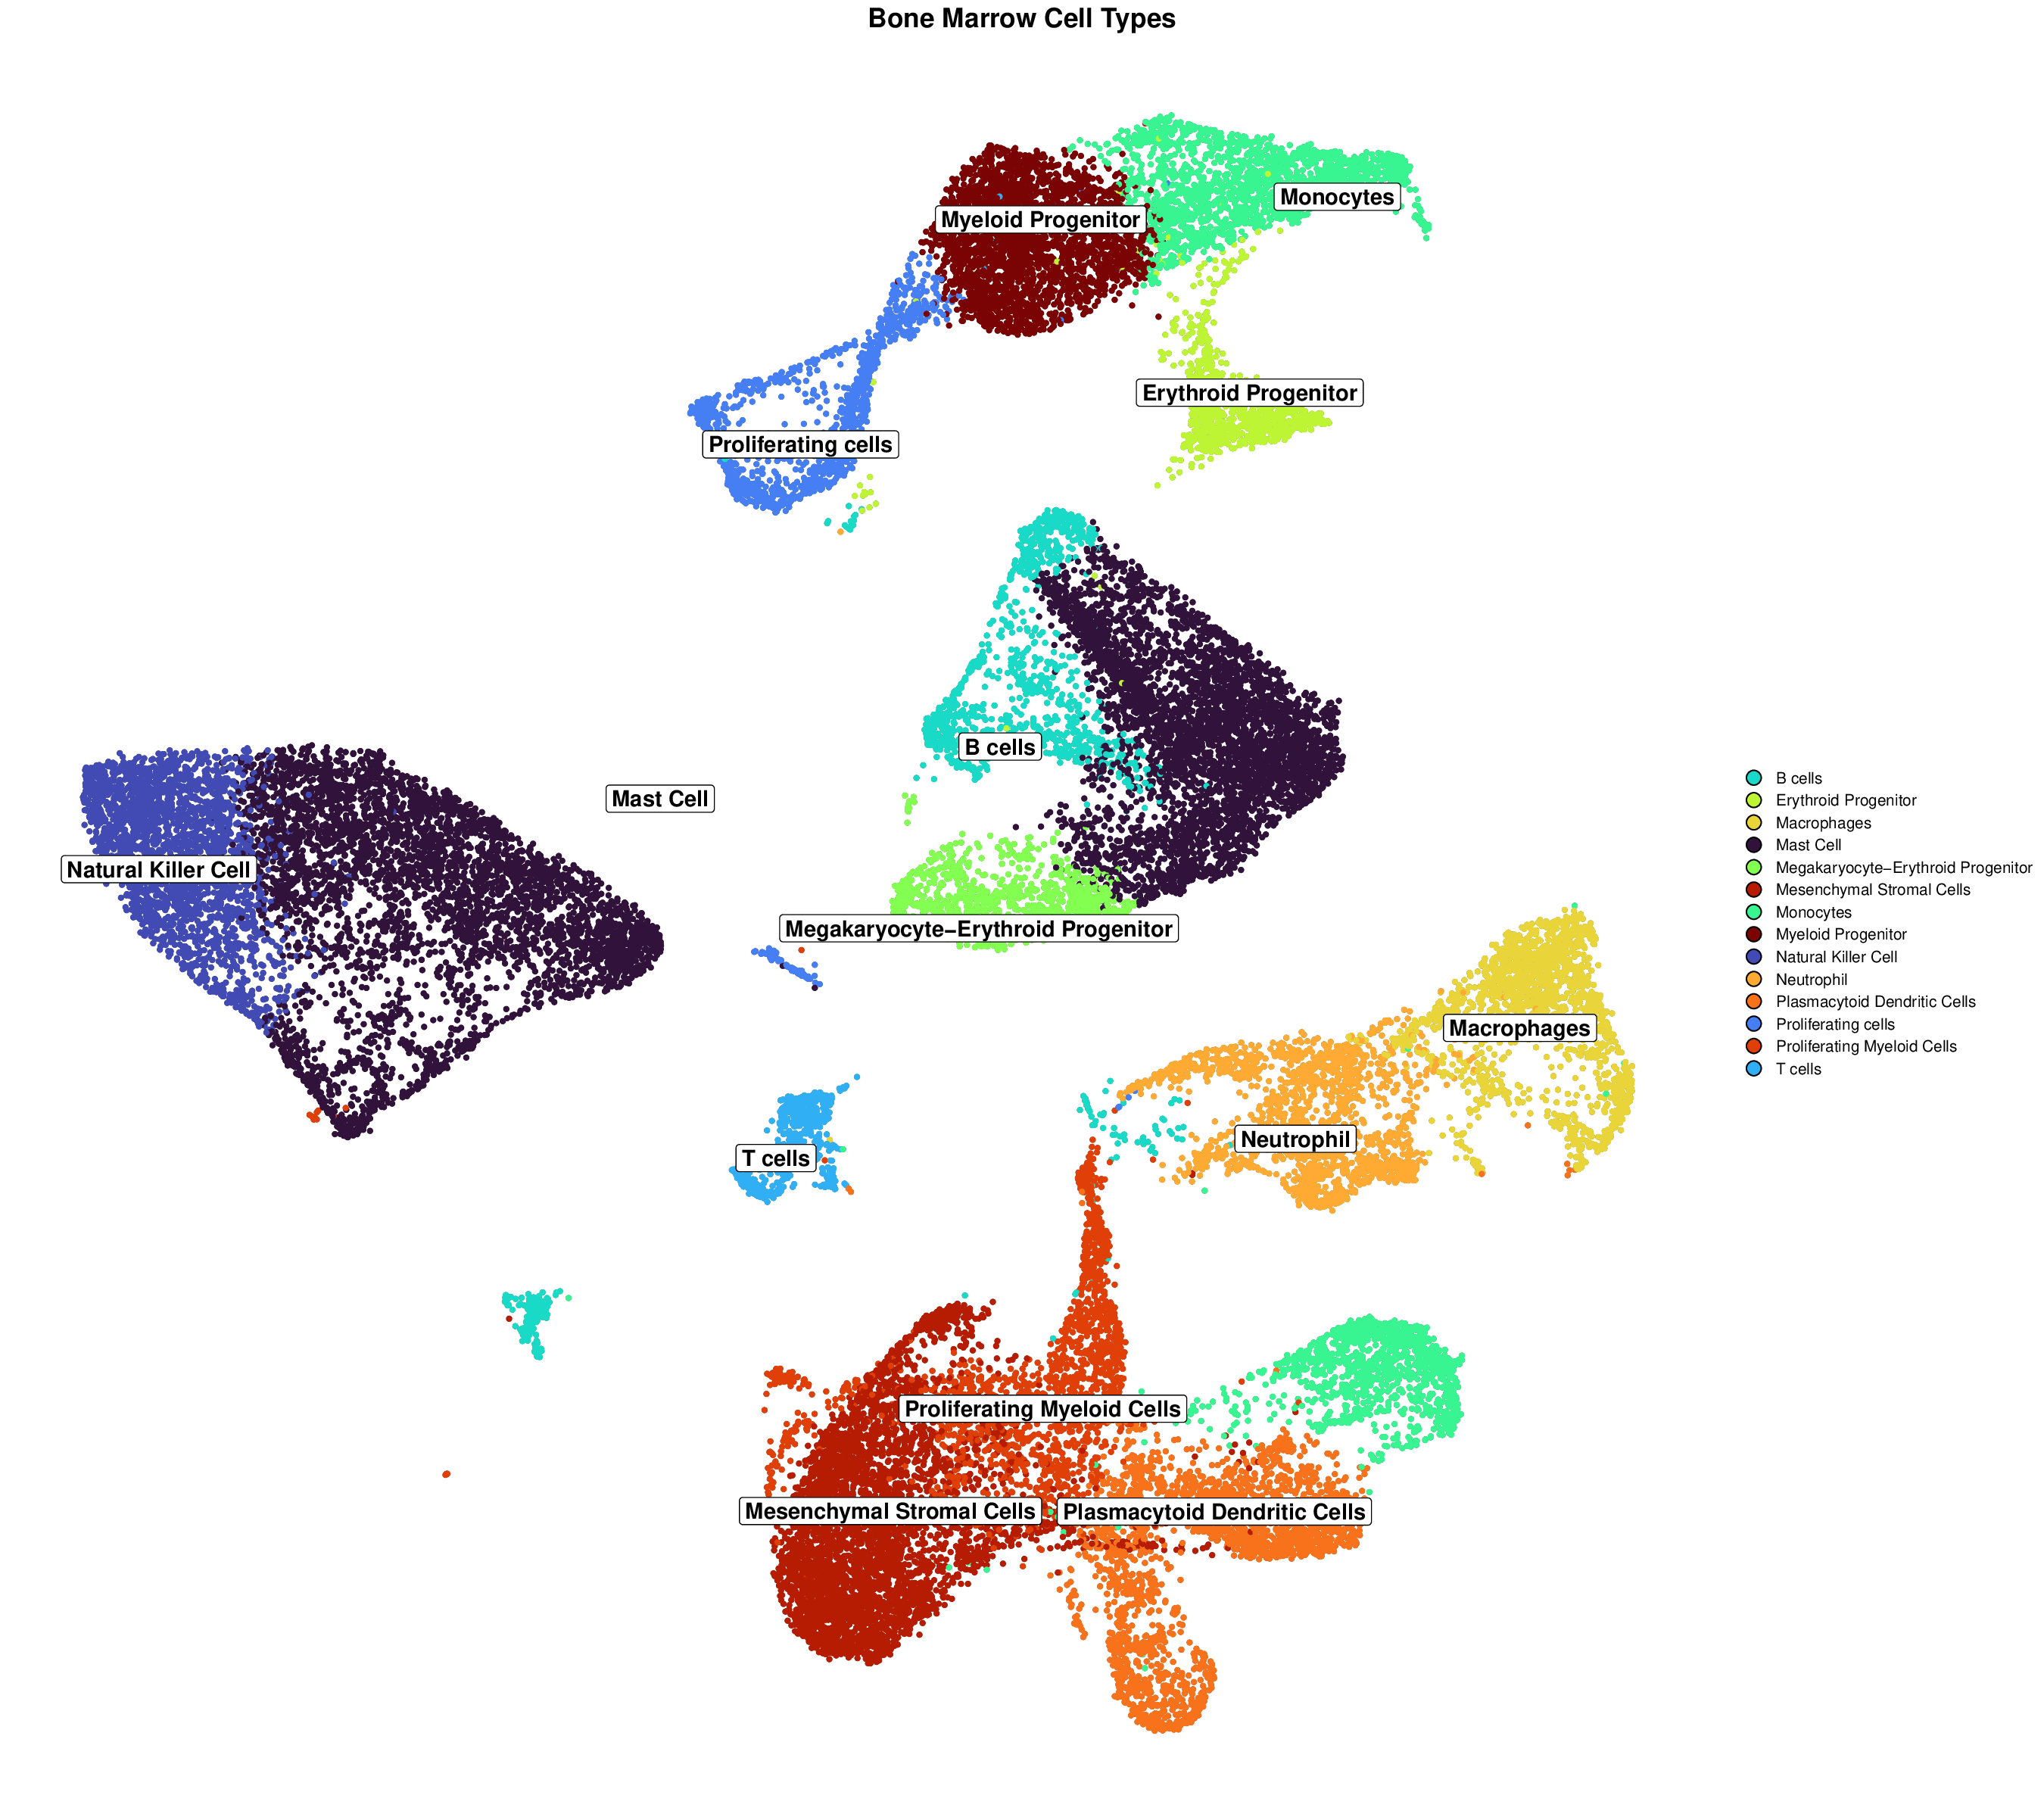 Bone Marrow Cell Types
Monocytes
Myeloid Progenitor
Erythroid Progenitor
Proliferating cells
B cells
Mast Cell
Natural Killer Cell
Megakaryocyte−Erythroid Progenitor
Macrophages
Neutrophil
T cells
Proliferating Myeloid Cells
Mesenchymal Stromal Cells
Plasmacytoid Dendritic Cells
B cells
Erythroid Progenitor
Macrophages
Mast Cell
Megakaryocyte−Erythroid Progenitor
Mesenchymal Stromal Cells
Monocytes
Myeloid Progenitor
Natural Killer Cell
Neutrophil
Plasmacytoid Dendritic Cells
Proliferating cells
Proliferating Myeloid Cells
T cells